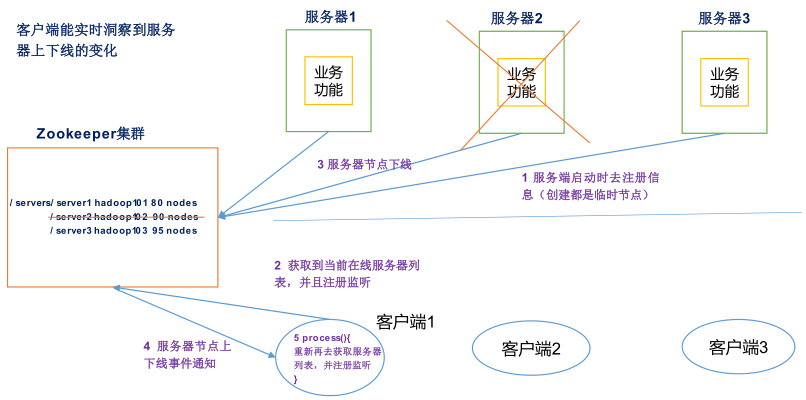 客户端能实时洞察到服务
器上下线的变化
服务器1
服务器2
服务器3
业务
功能
业务
功能
业务
功能
Zookeeper集群
/ servers/ server1 hadoop101 80 nodes
/ server2 hadoop102 90 nodes
/ server3 hadoop103 95 nodes
3 服务器节点下线
1 服务端启动时去注册信
息（创建都是临时节点）
2 获取到当前在线服务器列
表，并且注册监听
4 服务器节点上
下线事件通知
客户端1
5 process(){
重新再去获取服务器
列表，并注册监听
}
客户端2
客户端3